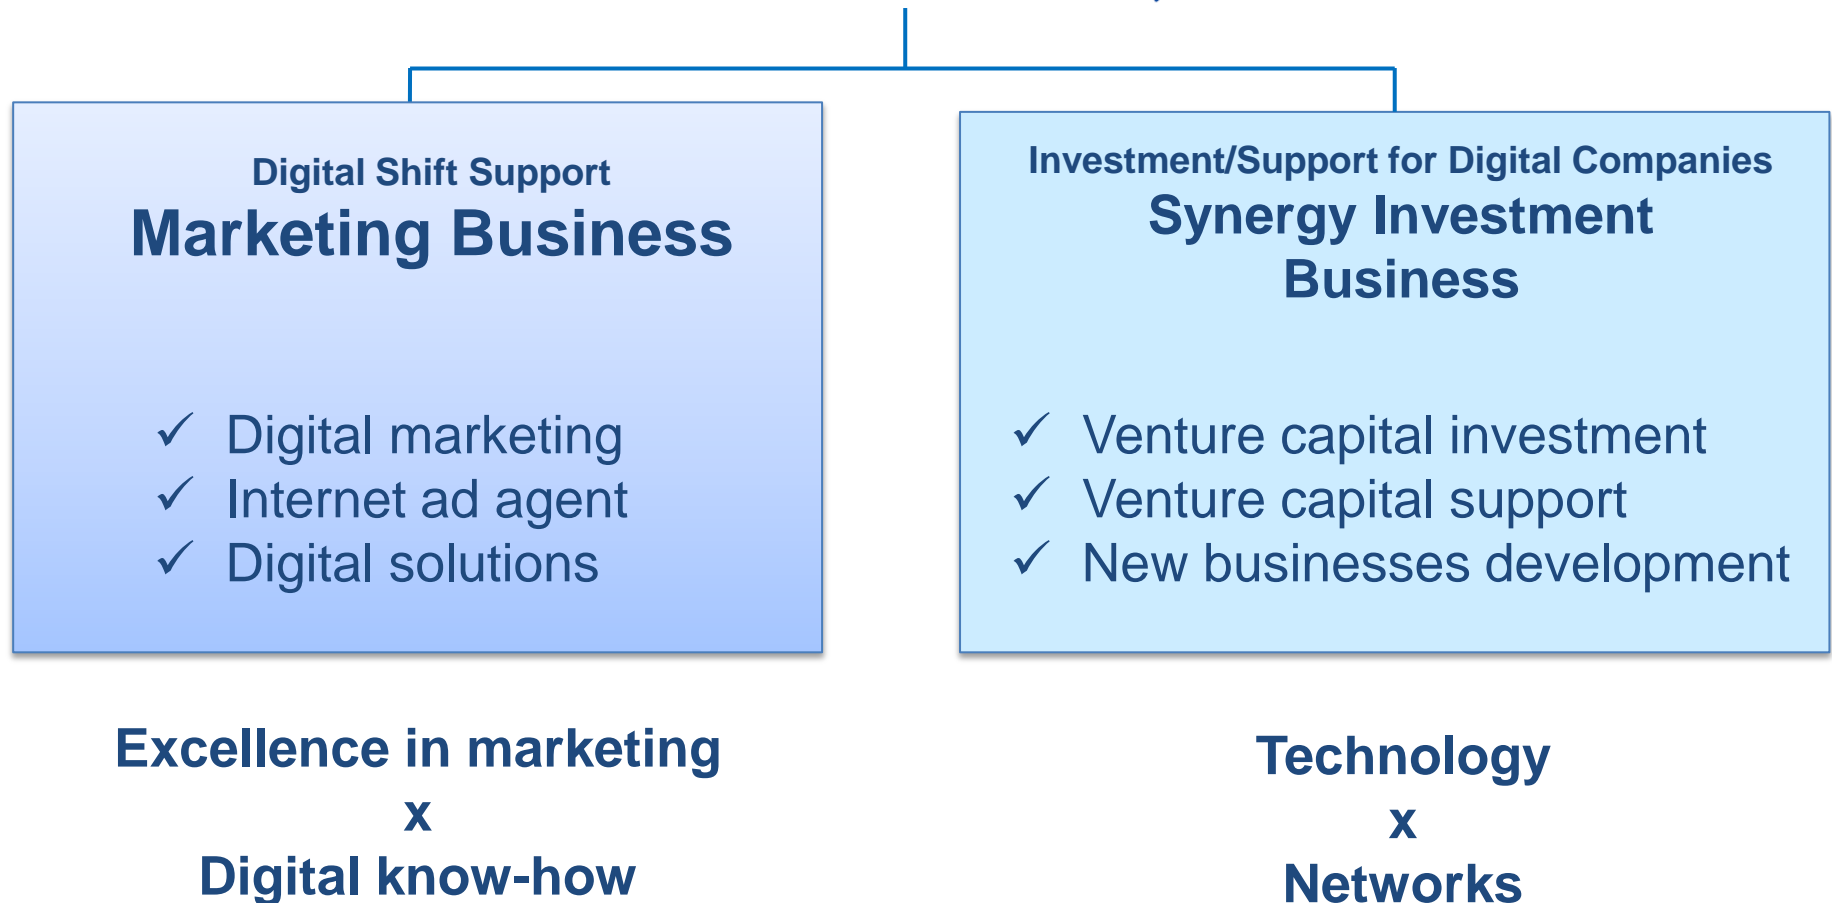 Digital Shift Support
Marketing Business
✓ Digital marketing
✓ Internet ad agent
✓ Digital solutions
Excellence in marketing
x
Digital know-how
Investment/Support for Digital Companies
Synergy Investment
Business
✓ Venture capital investment
✓ Venture capital support
✓ New businesses development
Technology
x
Networks